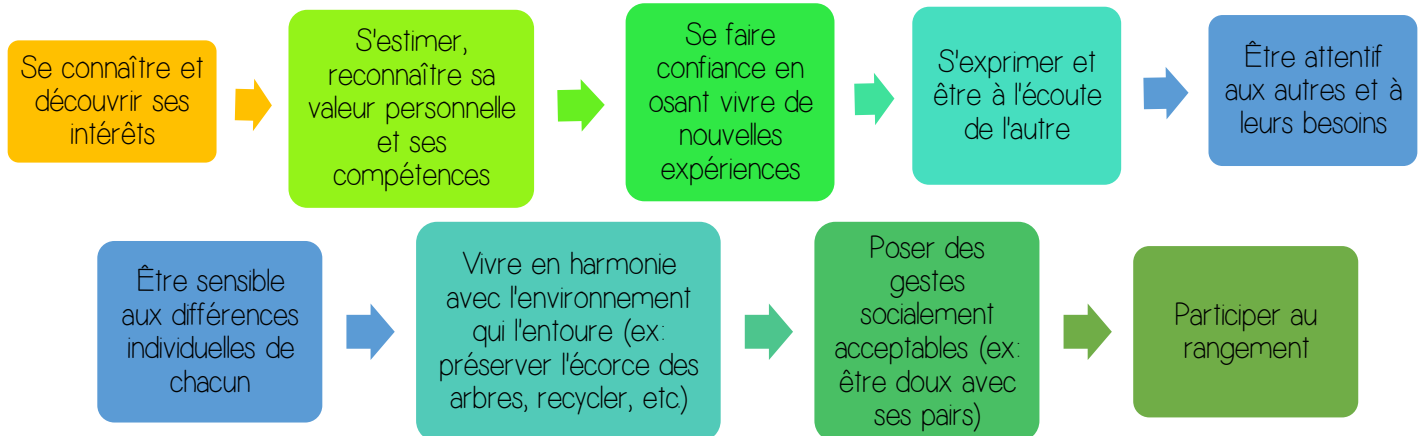 Se connaître et
découvrir ses
intérêts
S'estimer,
reconnaître sa
valeur personnelle
et ses
compétences
Se faire
confiance en
osant vivre de
nouvelles
expériences
S'exprimer et
être à l'écoute
de l'autre
Être attentif
aux autres et à
leurs besoins
Être sensible
aux différences
individuelles de
chacun
Vivre en harmonie
avec l'environnement
qui l'entoure (ex:
préserver l'écorce des
arbres, recycler, etc.)
Poser des
gestes
socialement
acceptables (ex:
être doux avec
ses pairs)
Participer au
rangement